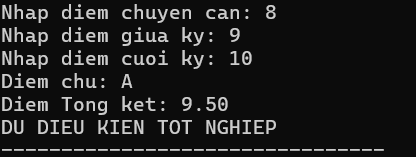 Nhap diem chuyen can: 8
Nhap diem giua ky: 9
Nhap diem cuoi ky: 10
Diem chu: A
Diem Tong ket: 9.50
DU DIEU KIEN TOT NGHIEP
--------------------------------